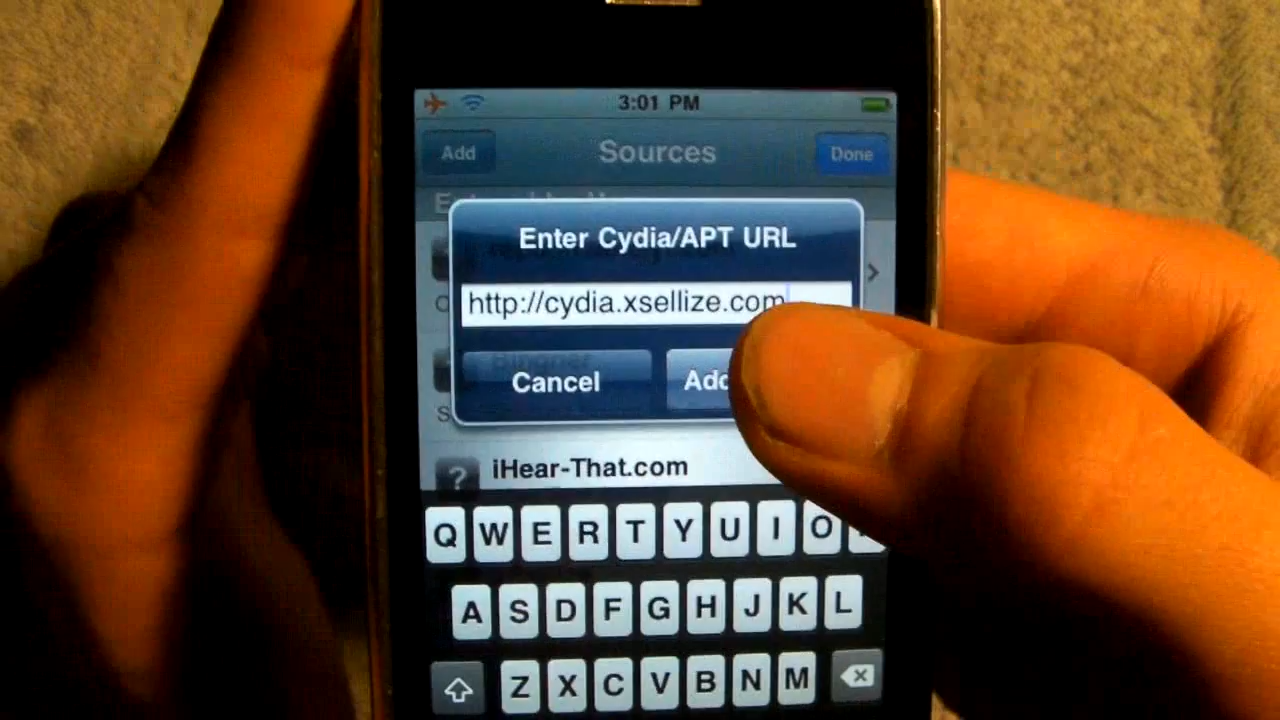 3:01 PM
Add
Sources
Done
Enter Cydia/APT URL
http://cydia.xsellize.com
Cancel
Add
iHear-That.com
?
Q W E R T Y U I O
A S D F G H J K L
Z X C V B N M